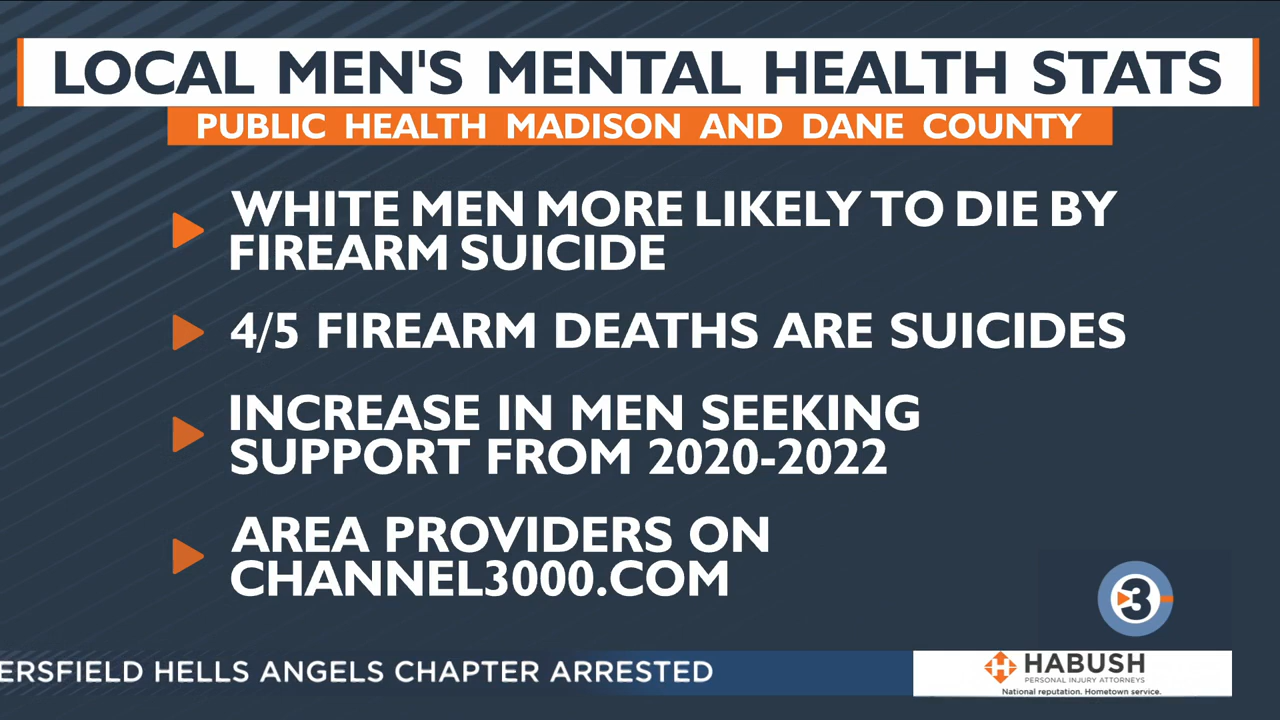 LOCAL MEN'S MENTAL HEALTH STATS
PUBLIC HEALTH MADISON AND DANE COUNTY
WHITE MEN MORE LIKELY TO DIE BY
FIREARM SUICIDE
4/5 FIREARM DEATHS ARE SUICIDES
INCREASE IN MEN SEEKING
SUPPORT FROM 2020-2022
AREA PROVIDERS ON
CHANNEL3000.COM
3
ERSFIELD HELLS ANGELS CHAPTER ARRESTED
HABUSH
PERSONAL INJURY ATTORNEYS
National reputation. Hometown service.